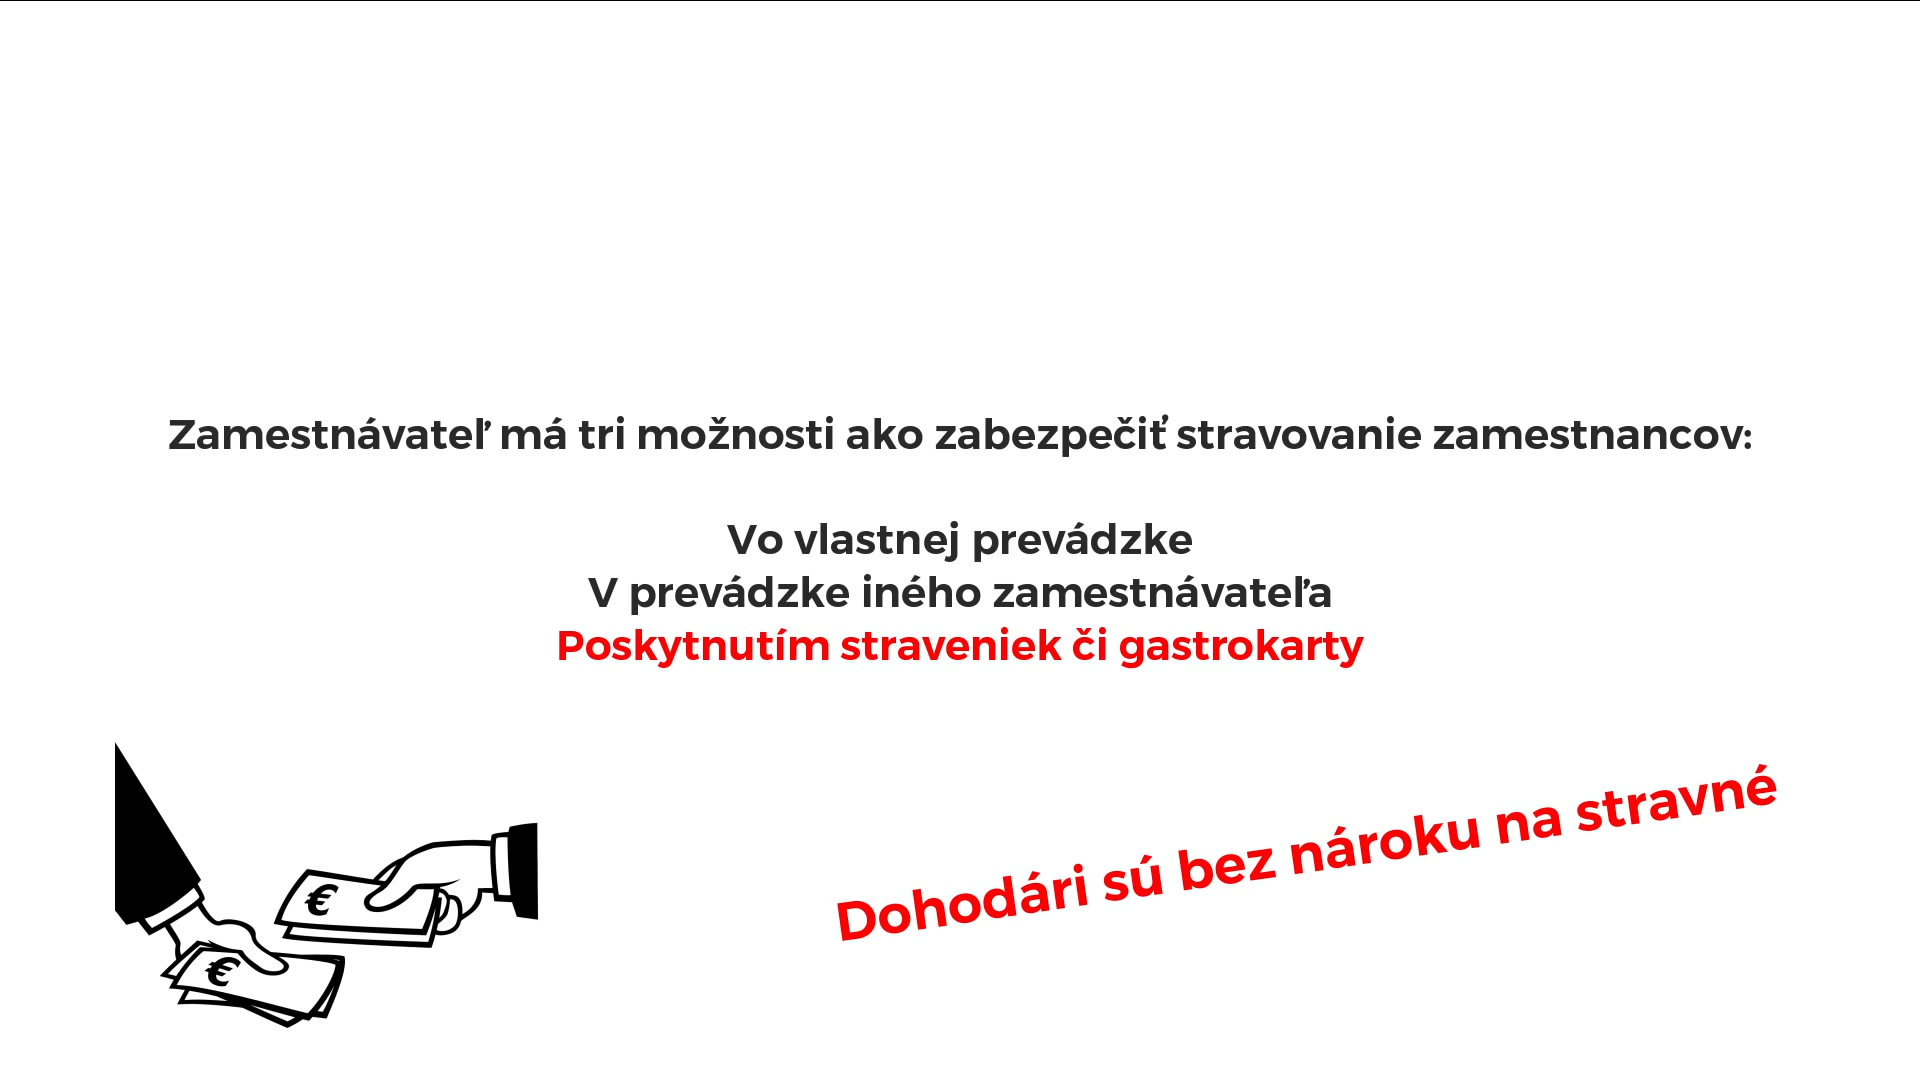 Zamestnávateľ má tri možnosti ako zabezpečiť stravovanie zamestnancov:
Vo vlastnej prevádzke
V prevádzke iného zamestnávateľa
Poskytnutím straveniek či gastrokarty
Dohodári sú bez nároku na stravné
€
€